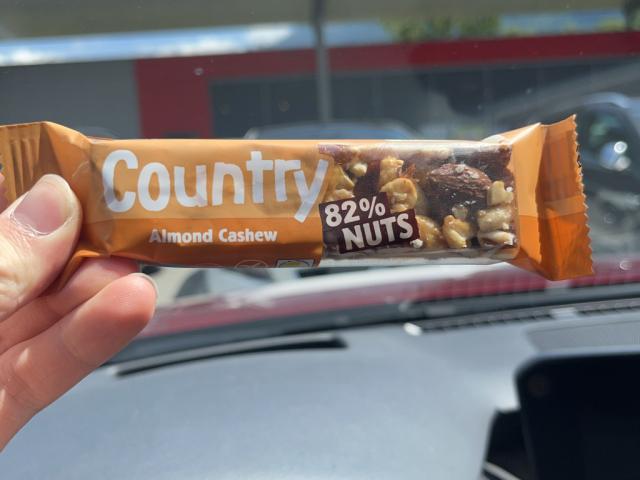 Country
Almond Cashew
82%
NUTS